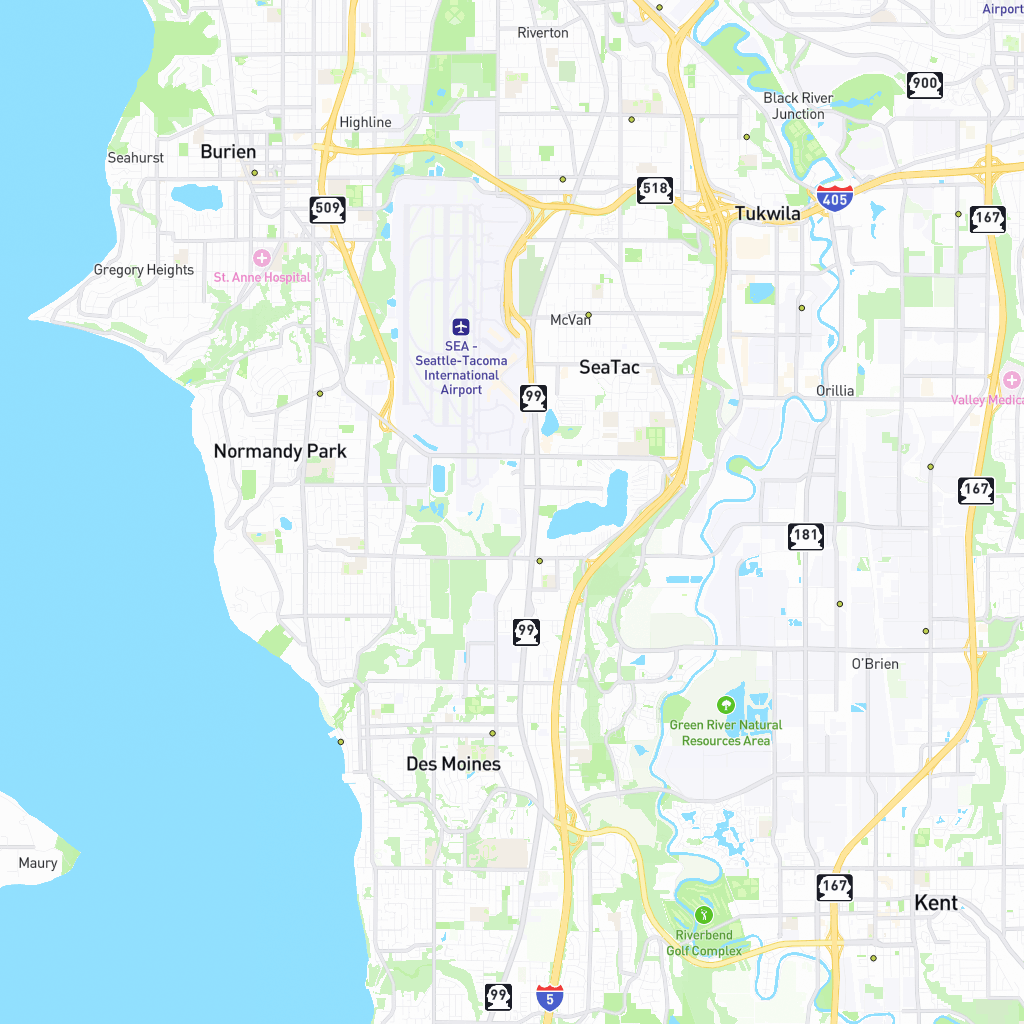 Airport
Riverton
900
Black River
Junction
Highline
Burien
Seahurst
518
405
509
Tukwila
167
Gregory Heights
St. Anne Hospital
McVan
SEA -
Seattle-Tacoma
International
Airport
SeaTac
99
Orillia
Valley Medica
Normandy Park
167
181
99
O'Brien
Green River Natural
Resources Area
Des Moines
Maury
167
Kent
Riverbend
Golf Complex
99
5